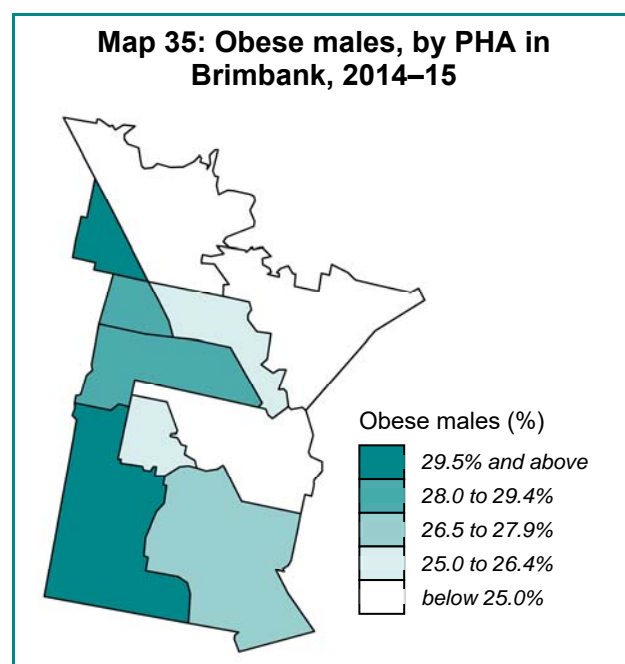 Map 35: Obese males, by PHA in
Brimbank, 2014–15
Obese males (%)
29.5% and above
28.0 to 29.4%
26.5 to 27.9%
25.0 to 26.4%
below 25.0%